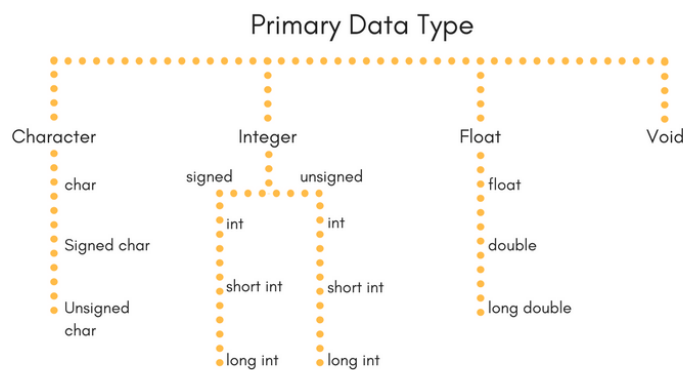 Primary Data Type
Character
Integer
Float
Void
char
Signed char
Unsigned
char
signed
unsigned
int
short int
long int
int
short int
long int
float
double
long double